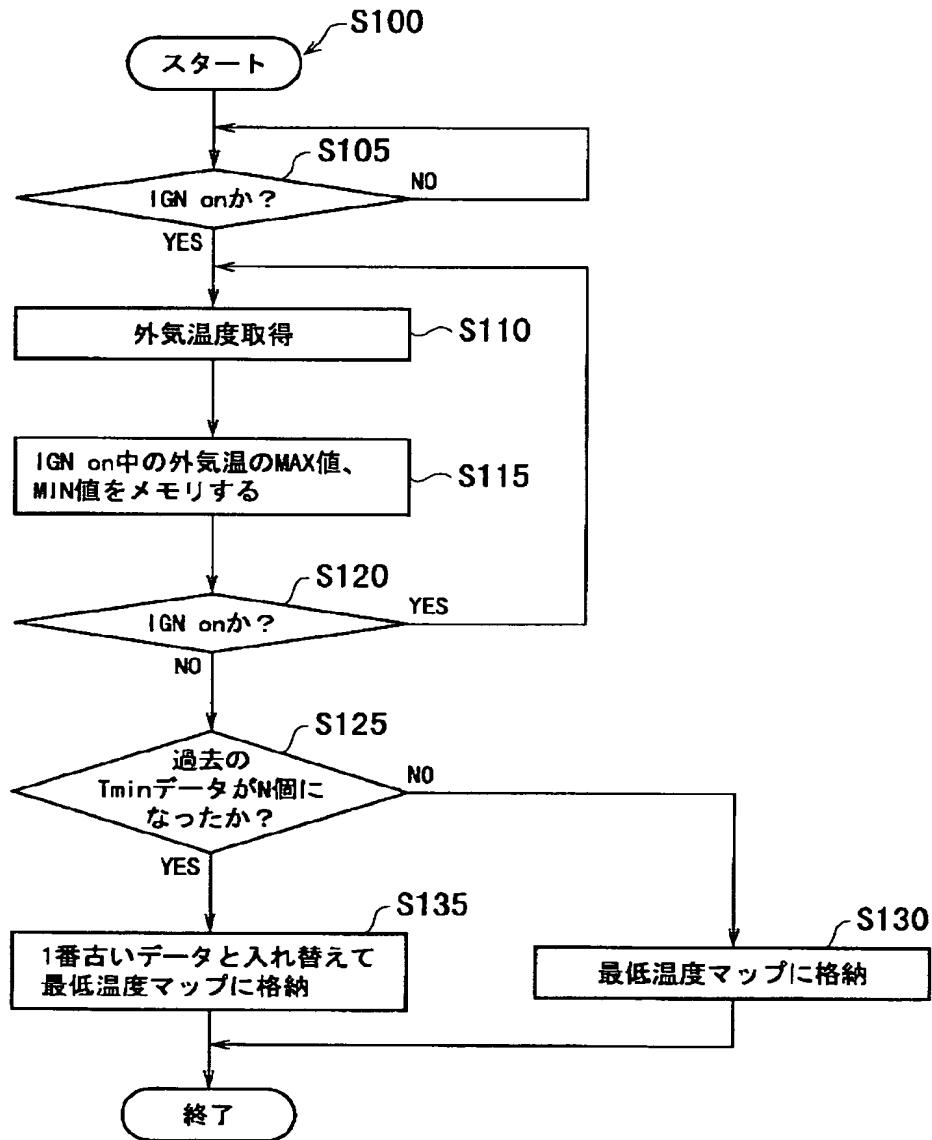 S100
スタート
S105
IGN onか？
NO
YES
外気温度取得
S110
IGN on中の外気温のMAX値、
MIN値をメモリする
S115
S120
IGN onか？
YES
NO
S125
過去の
TminデータがN個に
なったか？
NO
YES
S135
1番古いデータと入れ替えて
最低温度マップに格納
S130
最低温度マップに格納
終了